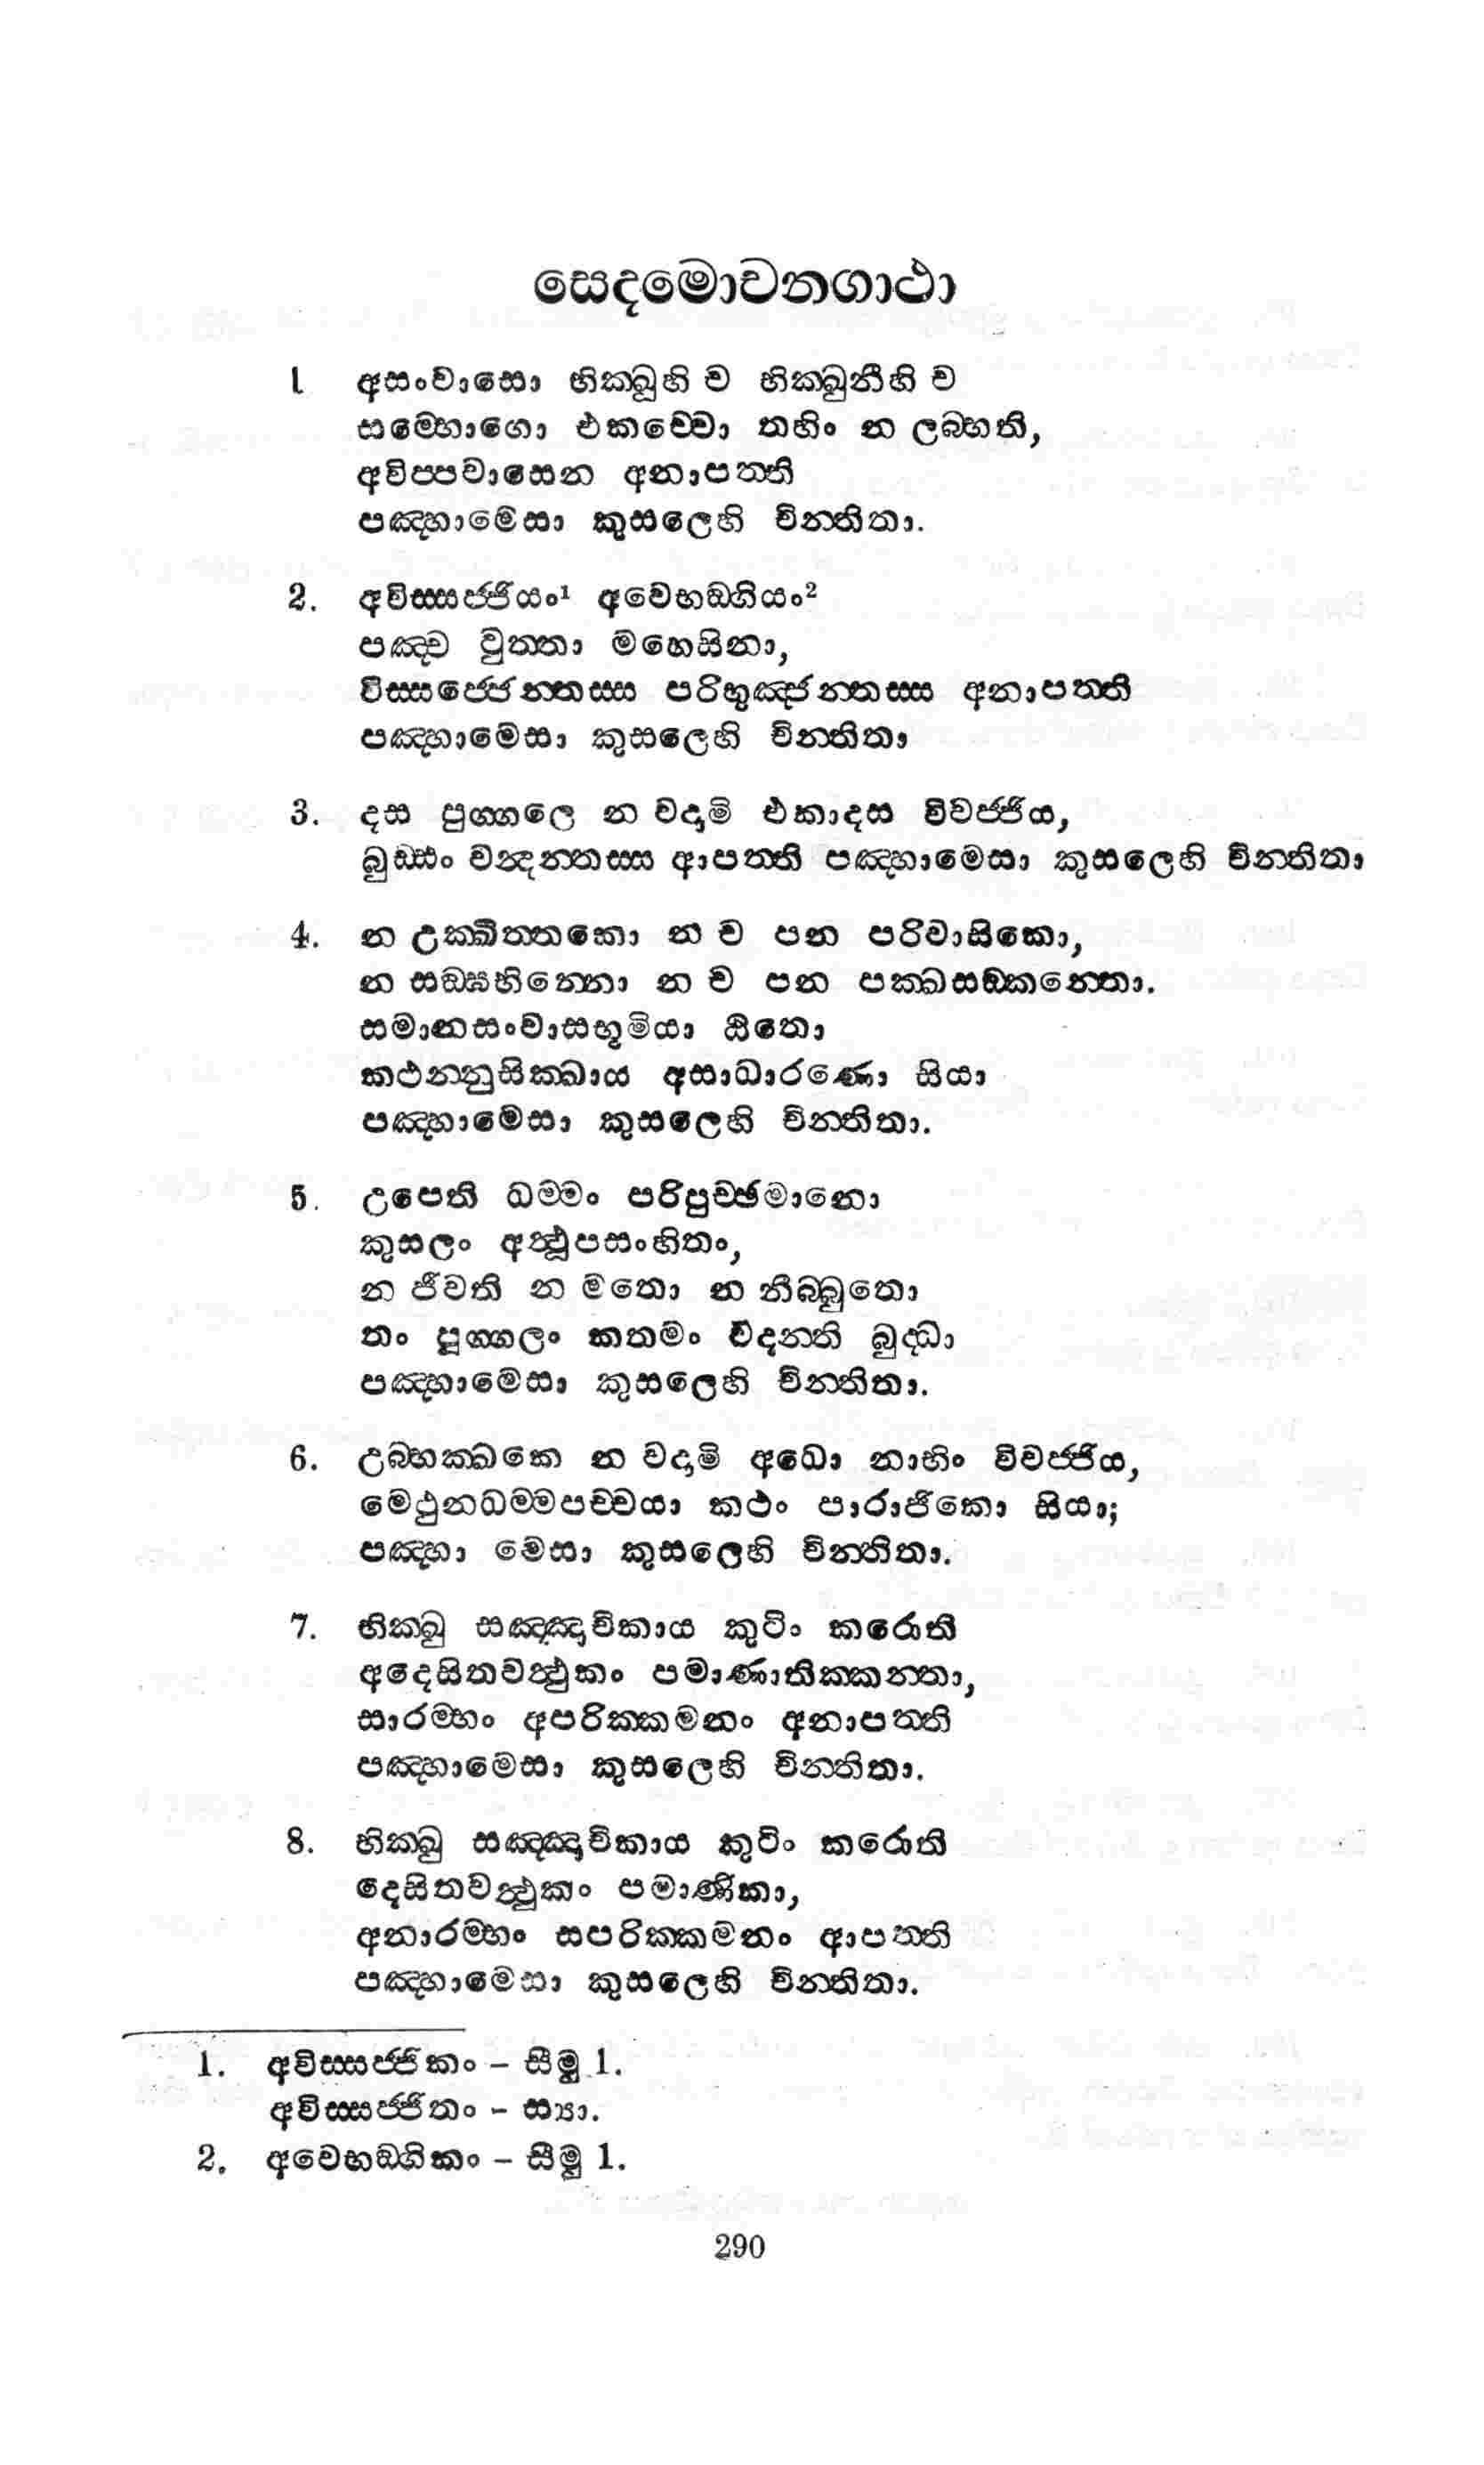 සෙදමොචනගාථා
1 අසංවාසො භික්ඛූහි ච භික්ඛුනීහි ච
සම්භොගො එකච්චො තහිං න ලබ්භති,
අවිප්පවාසෙන අනාපත්ති
පඤ්හාමෙසා කුසලෙහි චින්තිතා.
2. අවිස්සජ්ජියං¹ අවෙභඞ්ගියං²
පඤ්ච වුත්තා මහෙසිනා,
විස්සජ්ජෙන්තස්ස පරිභුඤ්ජන්තස්ස අනාපත්ති
පඤ්හාමෙසා කුසලෙහි චින්තිතා
3. දස පුග්ගලෙ න වදාමි එකාදස විවජ්ජිය,
බුඩ්ඪං වන්දන්තස්ස ආපත්ති පඤ්හාමෙසා කුසලෙහි චින්තිතා
4. න උක්ඛිත්තකො න ච පන පරිවාසිකො,
න සඞ්ඝභින්නො න ච පන පක්ඛසඞ්කන්තො.
සමානසංවාසභූමියා ඨිතො
කථන්නුසික්ඛාය අසාධාරණො සියා
පඤ්හාමෙසා කුසලෙහි චින්තිතා.
5. උපෙති ධම්මං පරිපුච්ඡමානො
කුසලං අත්ථූපසංහිතං,
න ජීවති න මතො න නිබ්බුතො
තං පුග්ගලං කතමං වදන්ති බුද්ධා
පඤ්හාමෙසා කුසලෙහි චින්තිතා.
6. උබ්භක්ඛකෙ න වදාමි අධො නාභිං විවජ්ජිය,
මෙථුනධම්මපච්චයා කථං පාරාජිකො සියා;
පඤ්හා මෙසා කුසලෙහි චින්තිතා.
7. භික්ඛු සඤ්ඤාචිකාය කුටිං කරොති
අදෙසිතවත්ථුකං පමාණාතික්කන්තා,
සාරම්භං අපරික්කමනං අනාපත්ති
පඤ්හාමෙසා කුසලෙහි චින්තිතා.
8. භික්ඛු සඤ්ඤාචිකාය කුටිං කරොති
දෙසිතවත්ථුකං පමාණිකා,
අනාරම්භං සපරික්කමනං ආපත්ති
පඤ්හාමෙසා කුසලෙහි චින්තිතා.
1. අවිස්සජ්ජිකං - සීමු 1.
අවිස්සජ්ජිතං - ස්‍යා.
2. අවෙභඞ්ගිකං - සීමු 1.
290